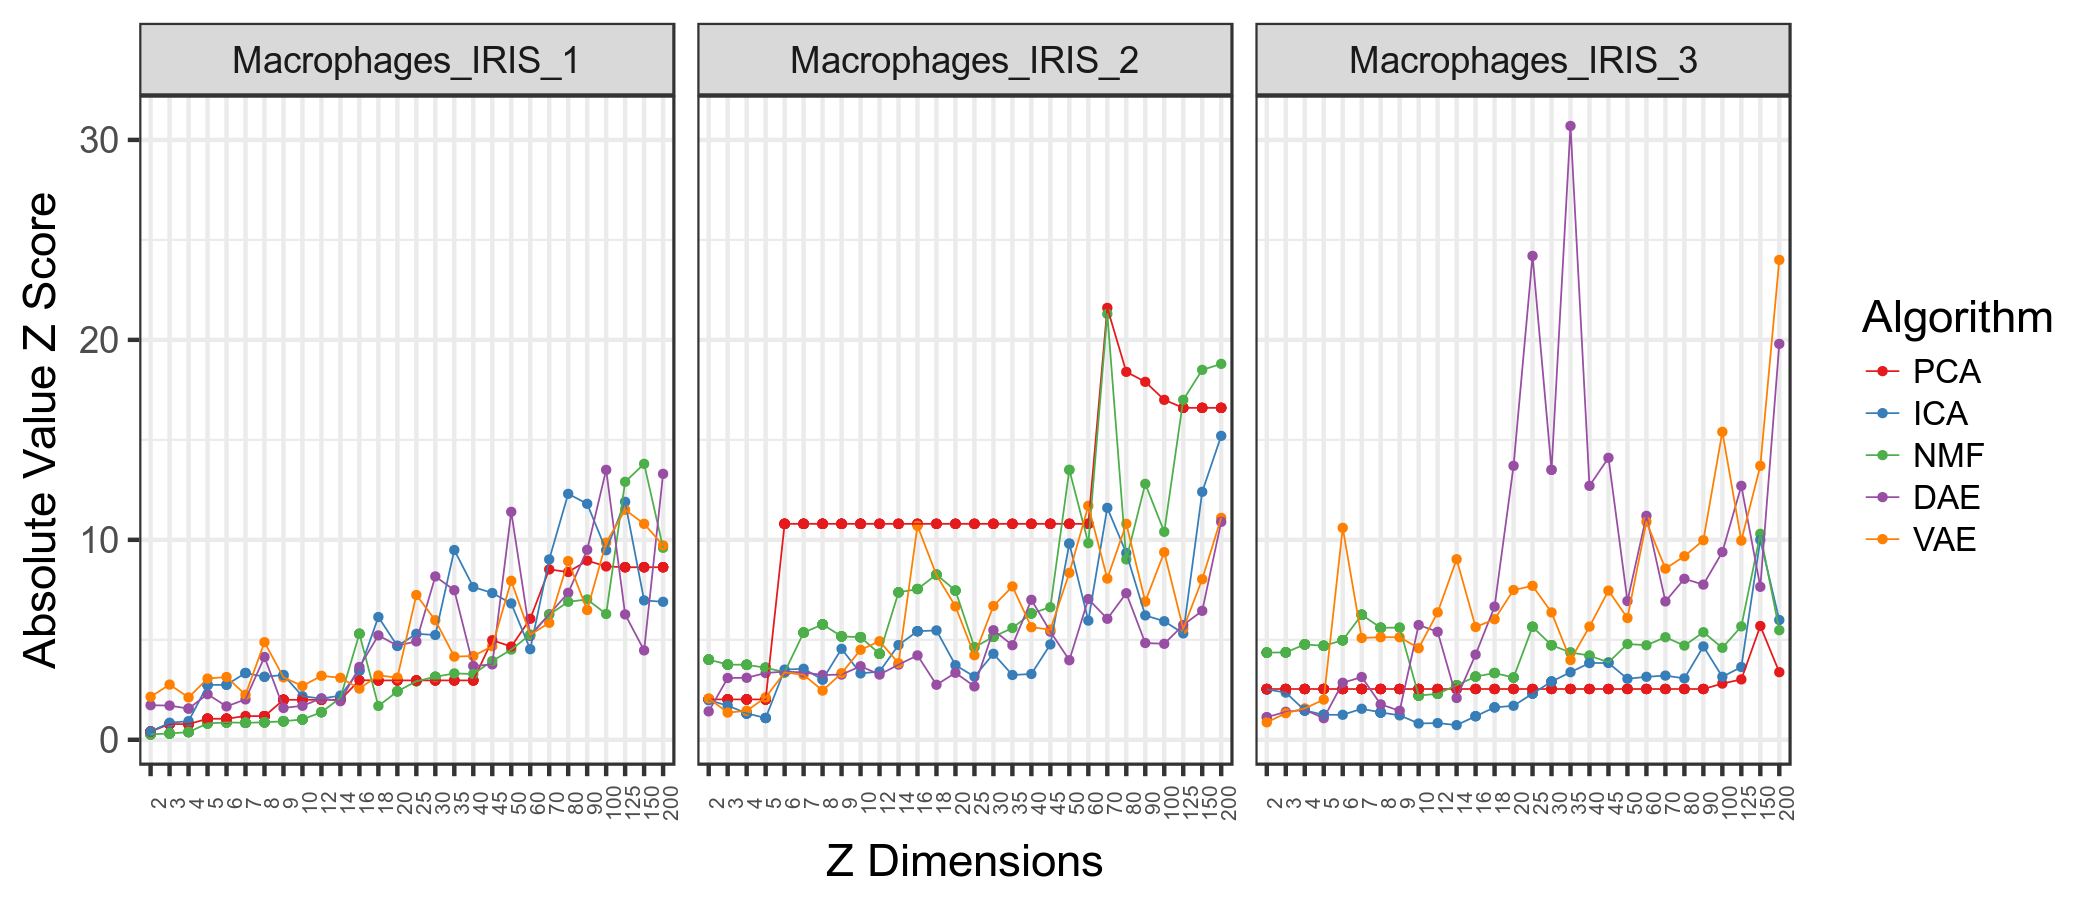 Macrophages_IRIS_1 Macrophages_IRIS_2 Macrophages_IRIS_3
Absolute Value Z Score
30
20
10
0
2 3 4 5 6 7 8 9 10 12 14 16 18 20 25 30 35 40 45 50 60 70 80 90 100 125 150 200
2 3 4 5 6 7 8 9 10 12 14 16 18 20 25 30 35 40 45 50 60 70 80 90 100 125 150 200
2 3 4 5 6 7 8 9 10 12 14 16 18 20 25 30 35 40 45 50 60 70 80 90 100 125 150 200
Z Dimensions
Algorithm
PCA
ICA
NMF
DAE
VAE